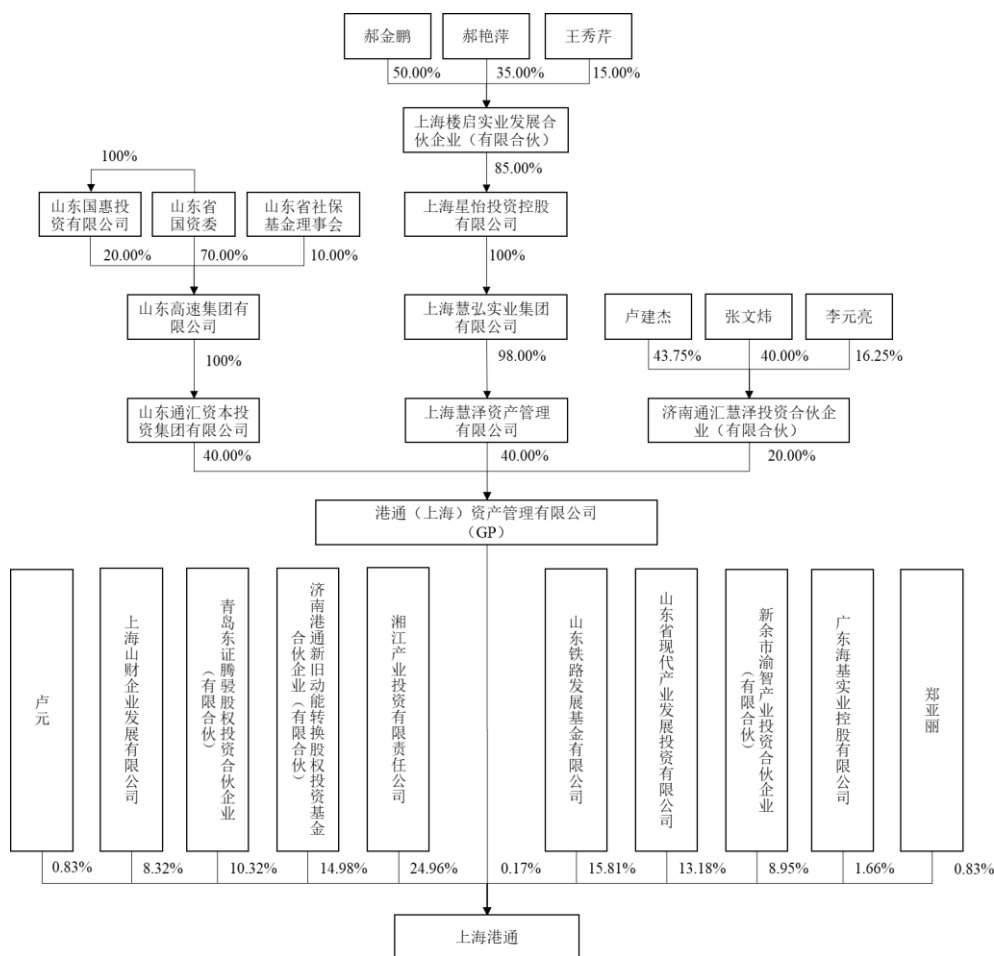 郝金鹏
郝艳萍
王秀芹
50.00%
35.00%
15.00%
上海楼启实业发展合
伙企业（有限合伙）
85.00%
100%
山东国惠投
资有限公司
山东省
国资委
山东省社保
基金理事会
上海星怡投资控股
有限公司
20.00%
70.00%
10.00%
100%
山东高速集团有
限公司
上海慧弘实业集团
有限公司
卢建杰
张文炜
李元亮
100%
98.00%
43.75%
40.00%
16.25%
山东通汇资本投
资集团有限公司
上海慧泽资产管理
有限公司
济南通汇慧泽投资合伙企
业（有限合伙）
40.00%
40.00%
20.00%
港通（上海）资产管理有限公司
（GP）
卢元
上海山财企业发展有限公司
青岛东证腾骎股权投资合伙企业
（有限合伙）
济南港通新旧动能转换股权投资基金
合伙企业（有限合伙）
湘江产业投资有限责任公司
山东铁路发展基金有限公司
山东省现代产业发展投资有限公司
新余市渝智产业投资合伙企业
（有限合伙）
广东海基实业控股有限公司
郑亚丽
0.83%
8.32%
10.32%
14.98%
24.96%
0.17%
15.81%
13.18%
8.95%
1.66%
0.83%
上海港通